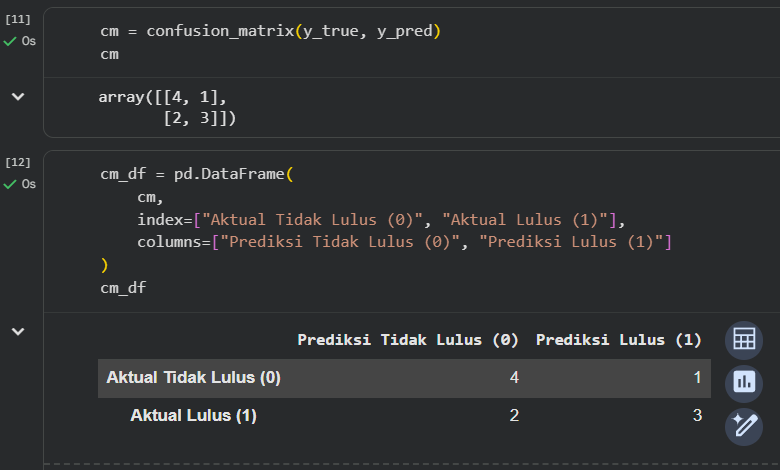 [11]
0s
cm = confusion_matrix(y_true, y_pred)
cm
array([[4, 1],
       [2, 3]])
[12]
0s
cm_df = pd.DataFrame(
    cm,
    index=["Aktual Tidak Lulus (0)", "Aktual Lulus (1)"],
    columns=["Prediksi Tidak Lulus (0)", "Prediksi Lulus (1)"]
)
cm_df
Prediksi Tidak Lulus (0) Prediksi Lulus (1)
Aktual Tidak Lulus (0) 4 1
Aktual Lulus (1) 2 3